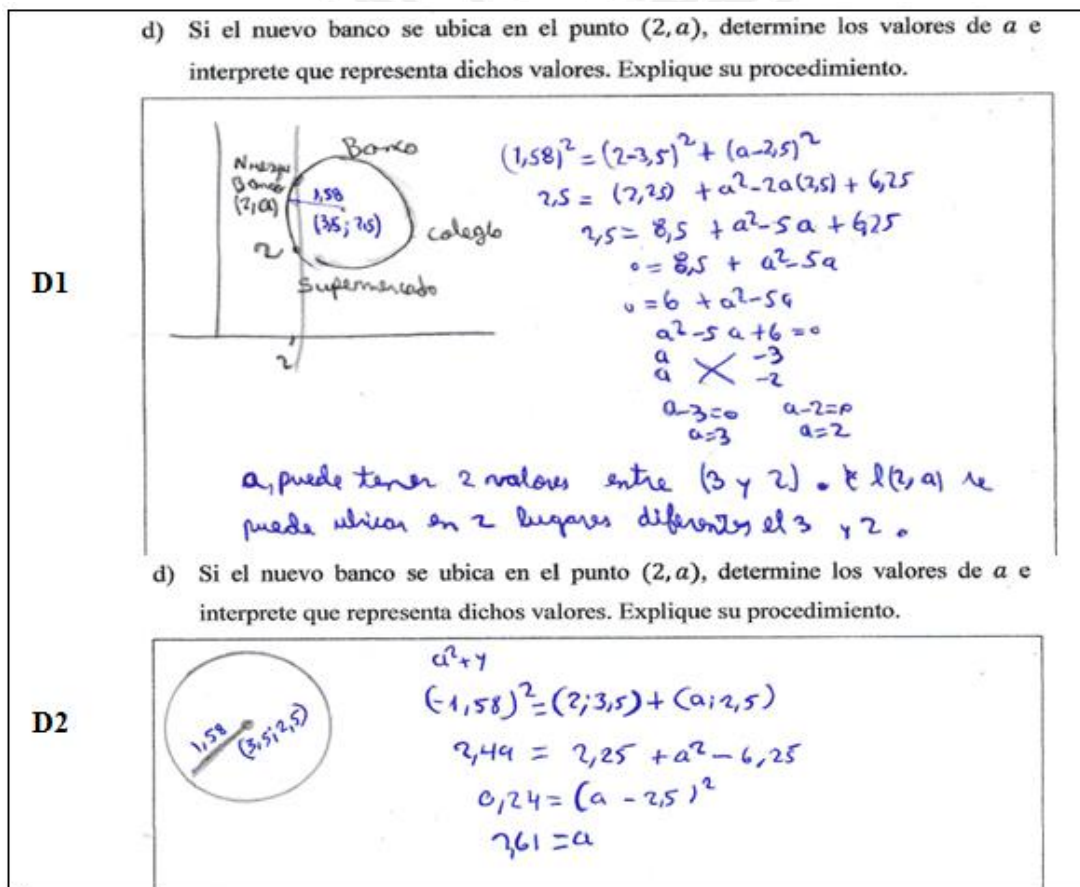 d) Si el nuevo banco se ubica en el punto (2, a), determine los valores de a e
interprete que representa dichos valores. Explique su procedimiento.
D1
Banco
Nuevo
Banco
(2,a)
1,58
(3,5; 2,5)
colegio
2
Supermercado
2
(1,58)² = (2-3,5)² + (a-2,5)²
2,5 = (2,25) + a²-2a(2,5) + 6,25
2,5 = 8,5 + a²-5a + 6,25
0 = 8,5 + a²-5a
0 = 6 + a²-5a
a²-5a+6=0
a -3
a -2
a-3=0 a-2=0
a=3 a=2
a, puede tener 2 valores entre (3 y 2). (2,a) se
puede ubicar en 2 lugares diferentes el 3 y 2.
d) Si el nuevo banco se ubica en el punto (2, a), determine los valores de a e
interprete que representa dichos valores. Explique su procedimiento.
D2
1,58
(3,5; 2,5)
a²+y
(-1,58)² = (2;3,5) + (a;2,5)
2,49 = 2,25 + a² - 6,25
0,24 = (a - 2,5)²
2,61 = a